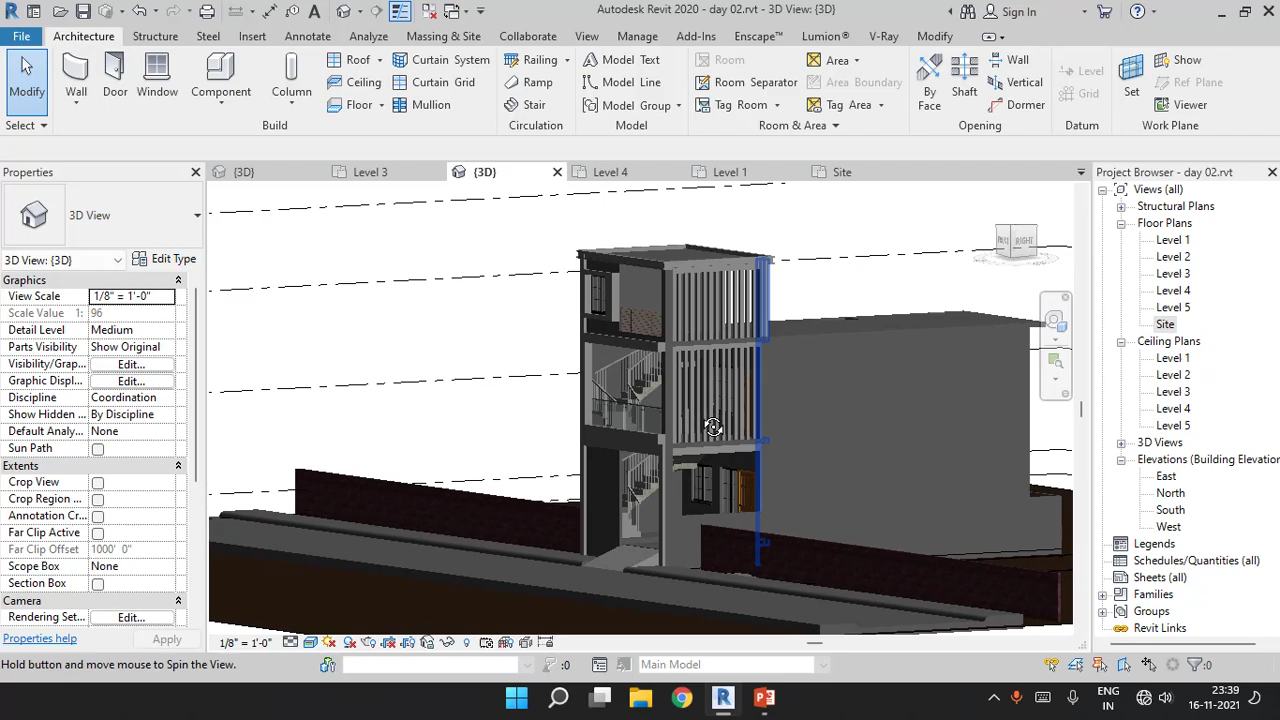 Autodesk Revit 2020 - day 02.rvt - 3D View: {3D}
Sign In
File
Architecture
Structure
Steel
Insert
Annotate
Analyze
Massing & Site
Collaborate
View
Manage
Add-Ins
Enscape™
Lumion®
V-Ray
Modify
Modify
Wall
Door
Window
Component
Column
Roof
Ceiling
Floor
Curtain System
Curtain Grid
Mullion
Railing
Ramp
Stair
Model Text
Model Line
Model Group
Room
Room Separator
Tag Room
Area
Area Boundary
Tag Area
By Face
Shaft
Wall
Vertical
Dormer
Level
Grid
Set
Show
Ref Plane
Viewer
Select
Build
Circulation
Model
Room & Area
Opening
Datum
Work Plane
Properties
{3D}
Level 3
{3D}
Level 4
Level 1
Site
Project Browser - day 02.rvt
3D View
3D View: {3D}
Edit Type
Graphics
View Scale 1/8" = 1'-0"
Scale Value 1: 96
Detail Level Medium
Parts Visibility Show Original
Visibility/Grap... Edit...
Graphic Displ... Edit...
Discipline Coordination
Show Hidden ... By Discipline
Default Analy... None
Sun Path
Extents
Crop View
Crop Region ...
Annotation Cr...
Far Clip Active
Far Clip Offset 1000' 0"
Scope Box None
Section Box
Camera
Rendering Set... Edit...
Properties help
Apply
RIGHT
Views (all)
Structural Plans
Floor Plans
Level 1
Level 2
Level 3
Level 4
Level 5
Site
Ceiling Plans
Level 1
Level 2
Level 3
Level 4
Level 5
3D Views
Elevations (Building Elevation
East
North
South
West
Legends
Schedules/Quantities (all)
Sheets (all)
Families
Groups
Revit Links
1/8" = 1'-0"
Hold button and move mouse to Spin the View.
:0
Main Model
:0
ENG
IN
23:39
16-11-2021